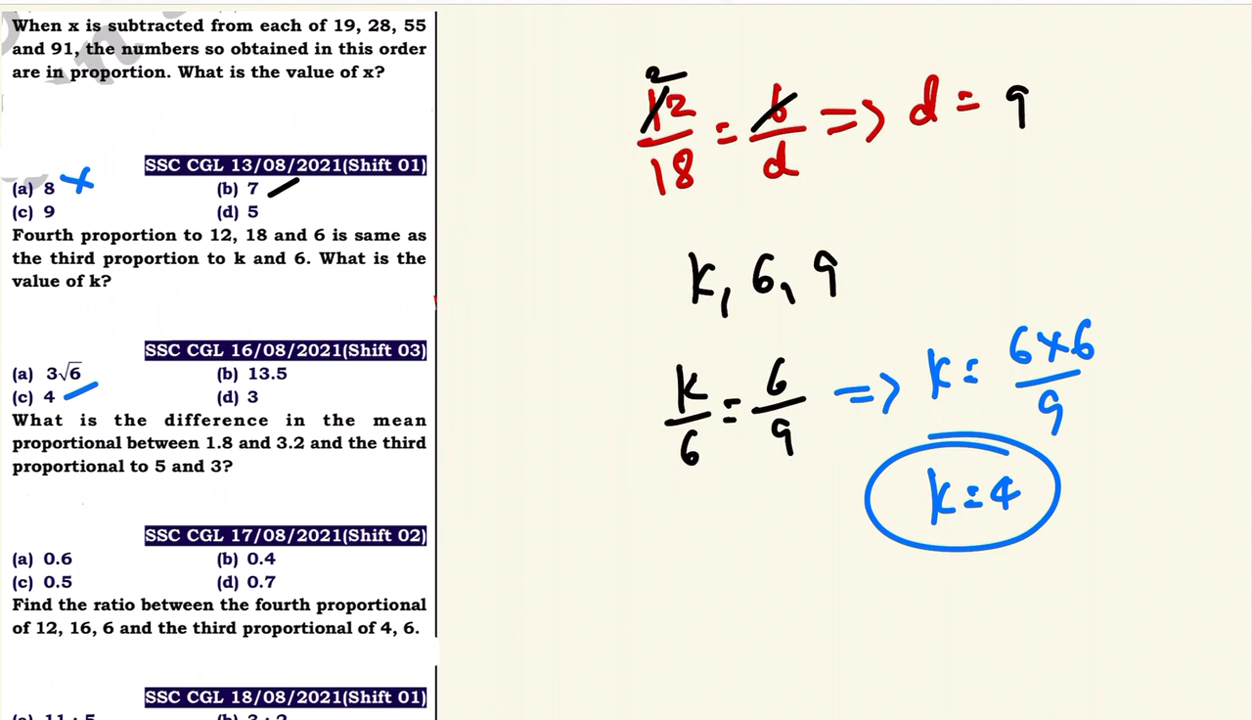 When x is subtracted from each of 19, 28, 55
and 91, the numbers so obtained in this order
are in proportion. What is the value of x?
SSC CGL 13/08/2021(Shift 01)
(a) 8 (b) 7
(c) 9 (d) 5
Fourth proportion to 12, 18 and 6 is same as
the third proportion to k and 6. What is the
value of k?
SSC CGL 16/08/2021(Shift 03)
(a) 3√6 (b) 13.5
(c) 4 (d) 3
What is the difference in the mean
proportional between 1.8 and 3.2 and the third
proportional to 5 and 3?
SSC CGL 17/08/2021(Shift 02)
(a) 0.6 (b) 0.4
(c) 0.5 (d) 0.7
Find the ratio between the fourth proportional
of 12, 16, 6 and the third proportional of 4, 6.
SSC CGL 18/08/2021(Shift 01)
(a) 11 : 5 (b) 3 : 2
2
12/18 = 6/d => d = 9
k, 6, 9
k/6 = 6/9 => k = 6×6/9
k = 4